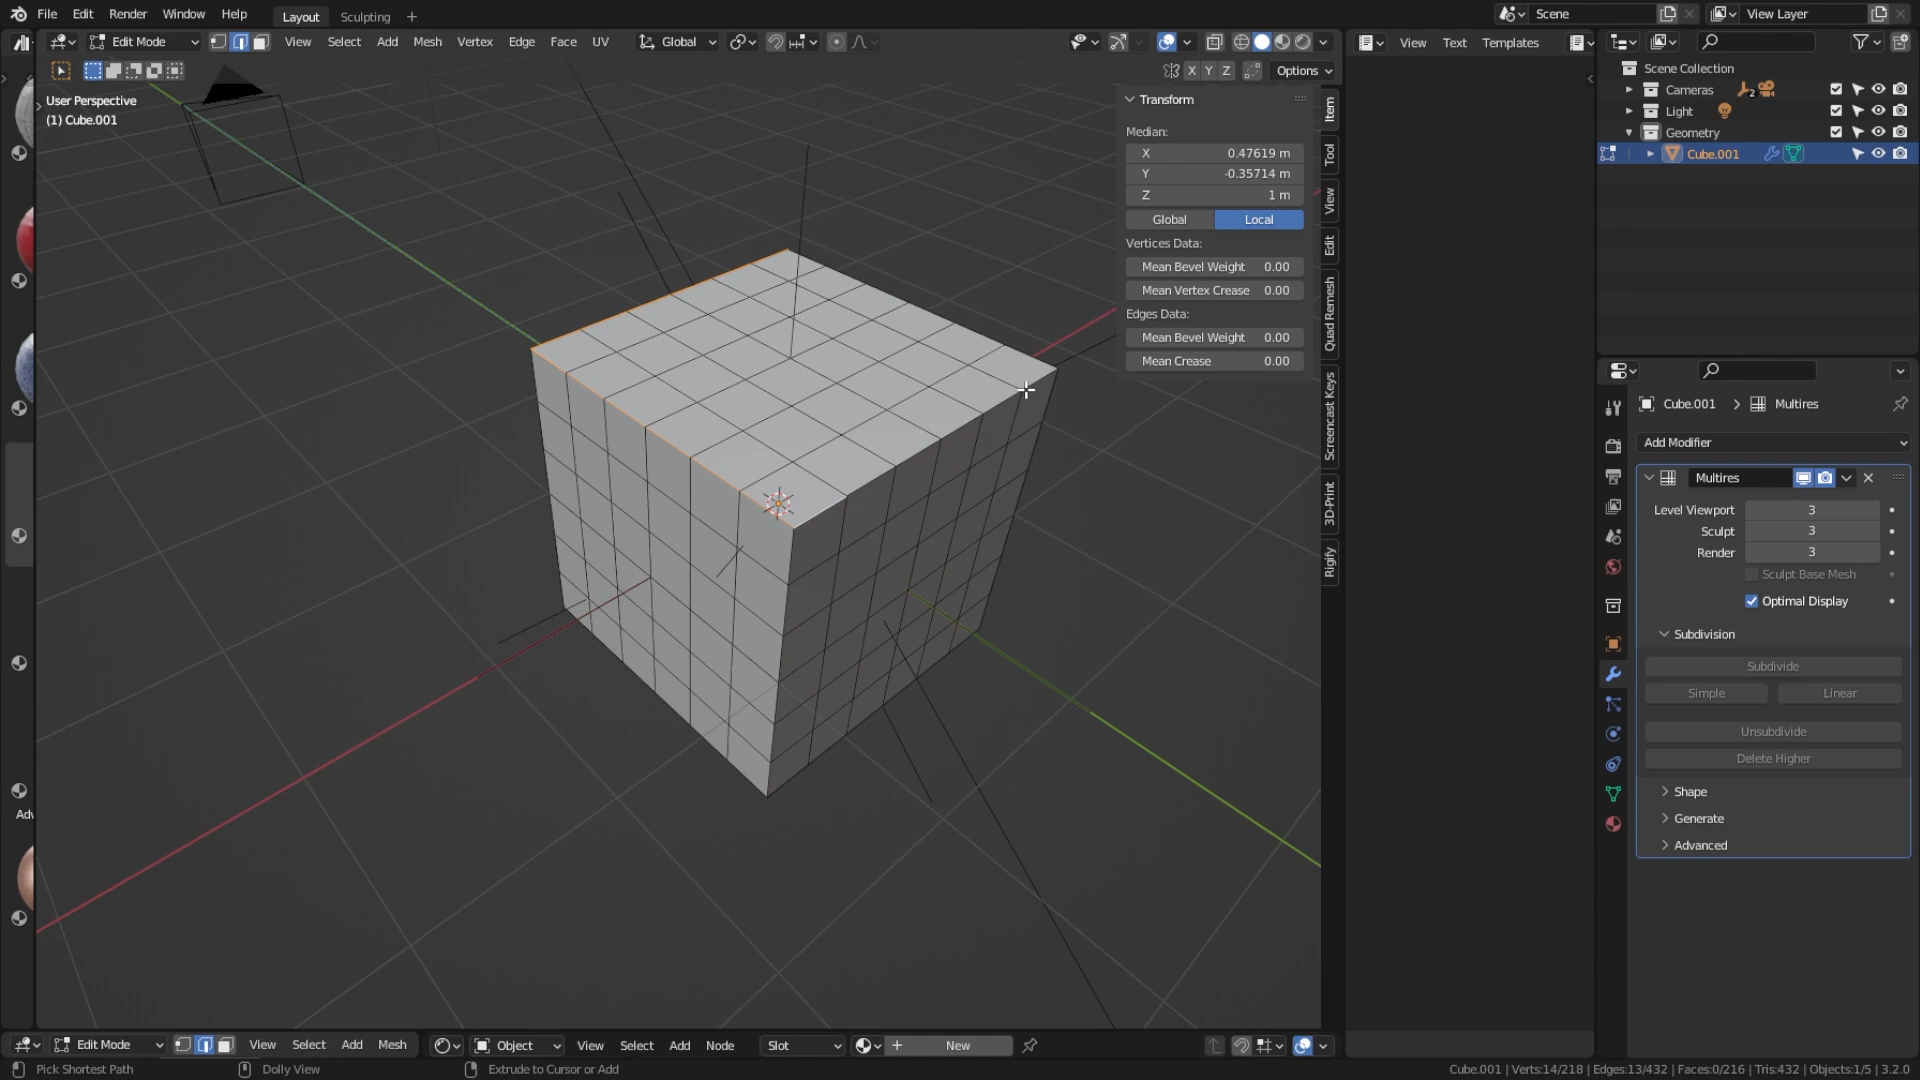 File Edit Render Window Help Layout Sculpting + Scene View Layer
Edit Mode View Select Add Mesh Vertex Edge Face UV Global View Text Templates
X Y Z Options
User Perspective
(1) Cube.001
Transform
Median:
X 0.47619 m
Y -0.35714 m
Z 1 m
Global Local
Vertices Data:
Mean Bevel Weight 0.00
Mean Vertex Crease 0.00
Edges Data:
Mean Bevel Weight 0.00
Mean Crease 0.00
Item
Tool
View
Edit
Quad Remesh
Screencast Keys
3D-Print
Rigify
Scene Collection
Cameras 2
Light
Geometry
Cube.001
Cube.001 > Multires
Add Modifier
Multires
Level Viewport 3
Sculpt 3
Render 3
Sculpt Base Mesh
Optimal Display
Subdivision
Subdivide
Simple Linear
Unsubdivide
Delete Higher
Shape
Generate
Advanced
Adv
Edit Mode View Select Add Mesh Object View Select Add Node Slot + New
Pick Shortest Path Dolly View Extrude to Cursor or Add Cube.001 | Verts:14/218 | Edges:13/432 | Faces:0/216 | Tris:432 | Objects:1/5 | 3.2.0